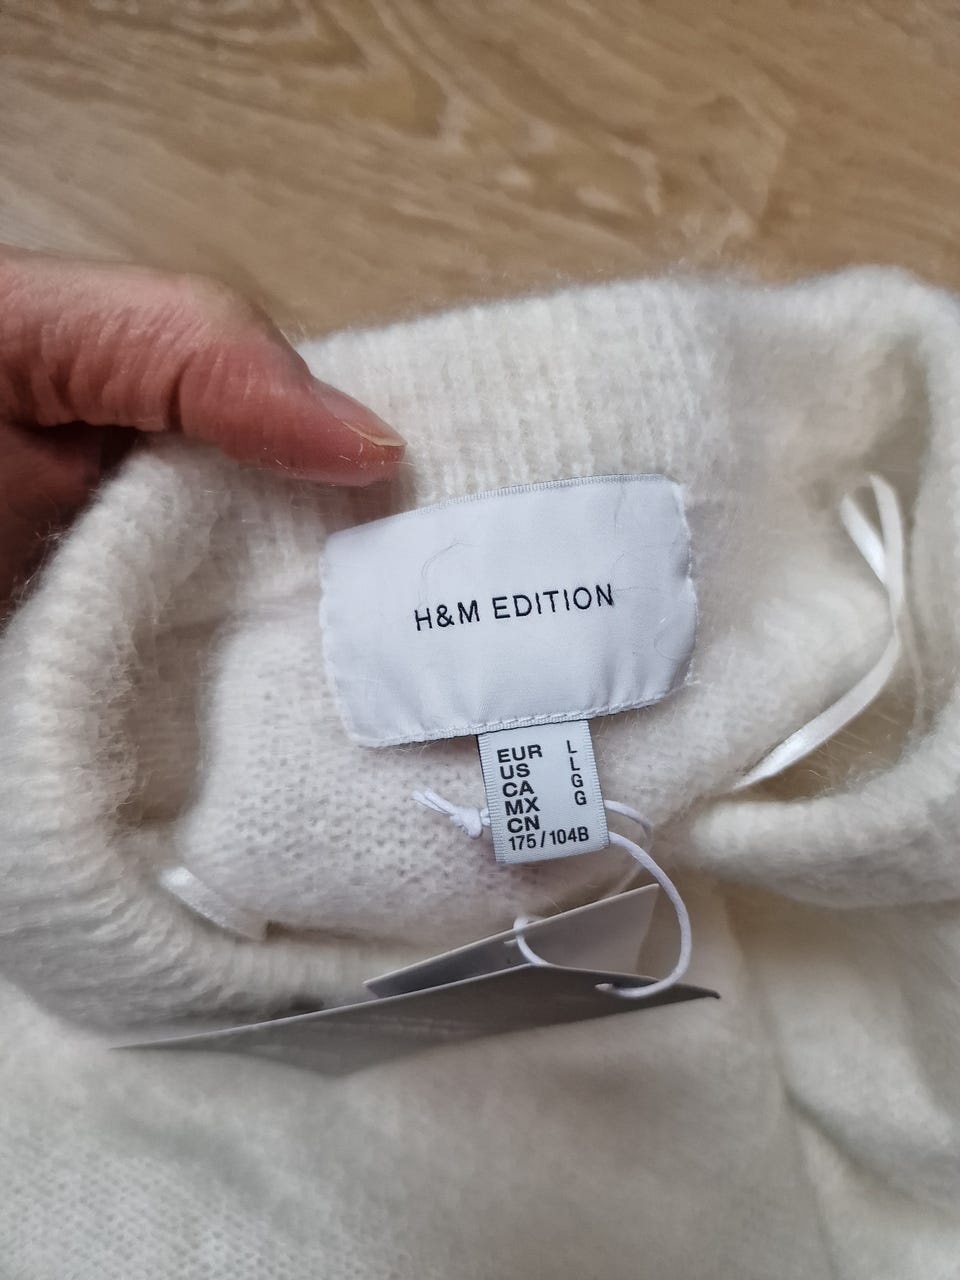 H&M EDITION
EUR L
US L
CA G
MX G
CN
175/104B